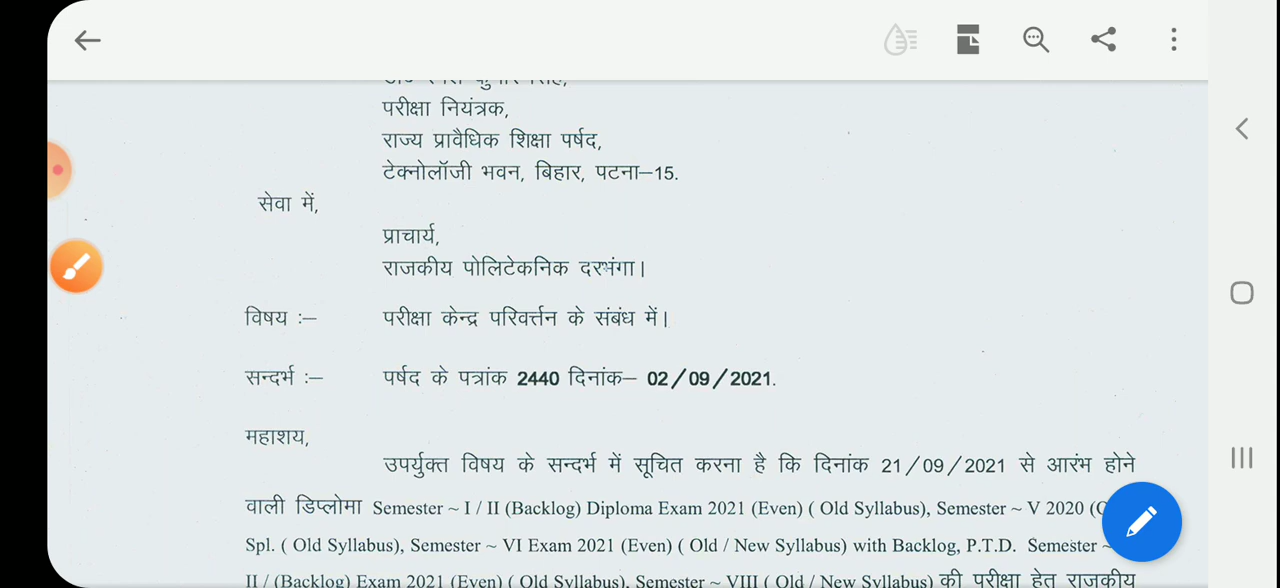 परीक्षा नियंत्रक,
राज्य प्रावैधिक शिक्षा पर्षद,
टेक्नोलॉजी भवन, बिहार, पटना–15.
सेवा में,
प्राचार्य,
राजकीय पोलिटेकनिक दरभंगा।
विषय :– परीक्षा केन्द्र परिवर्त्तन के संबंध में।
सन्दर्भ :– पर्षद के पत्रांक 2440 दिनांक– 02/09/2021.
महाशय,
उपर्युक्त विषय के सन्दर्भ में सूचित करना है कि दिनांक 21/09/2021 से आरंभ होने
वाली डिप्लोमा Semester ~ I / II (Backlog) Diploma Exam 2021 (Even) ( Old Syllabus), Semester ~ V 2020 (
Spl. ( Old Syllabus), Semester ~ VI Exam 2021 (Even) ( Old / New Syllabus) with Backlog, P.T.D. Semester ~
II / (Backlog) Exam 2021 (Even) ( Old Syllabus), Semester ~ VIII ( Old / New Syllabus) की परीक्षा हेतु राजकीय